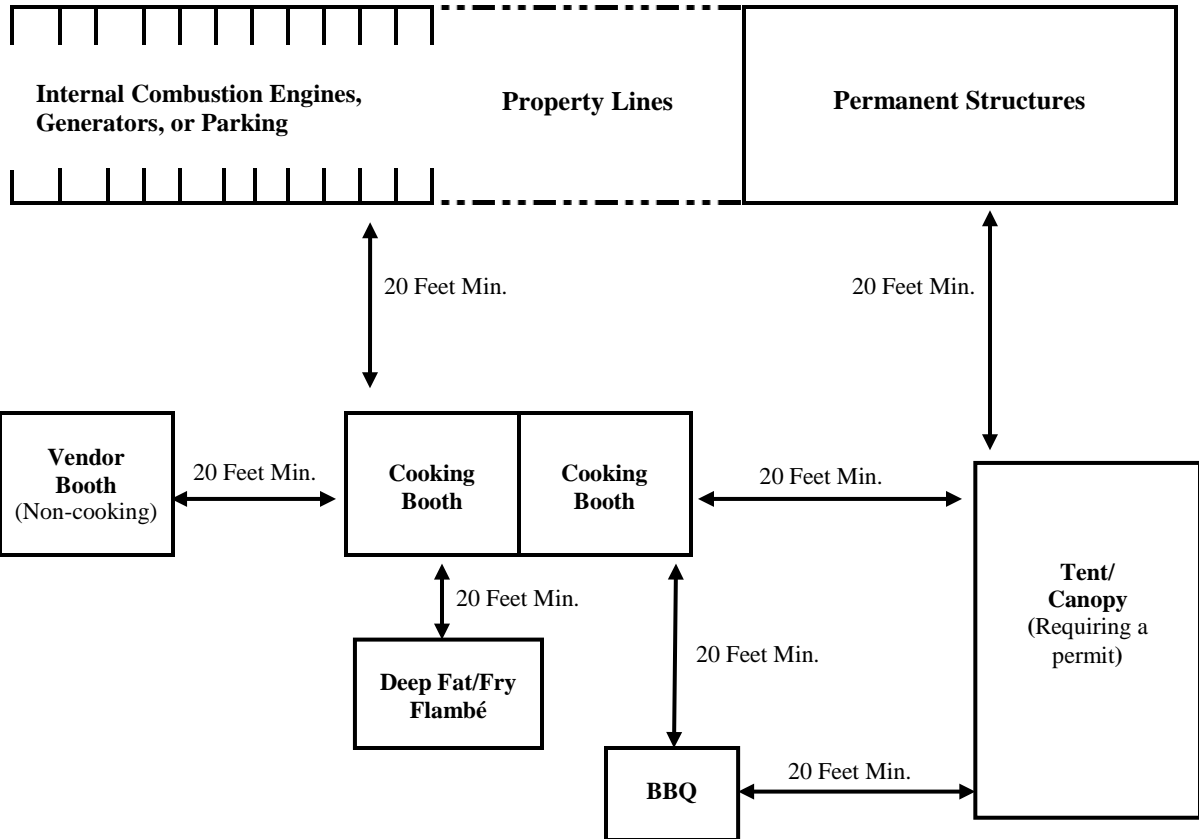 Internal Combustion Engines,
Generators, or Parking
Property Lines
Permanent Structures
20 Feet Min.
20 Feet Min.
Vendor
Booth
(Non-cooking)
20 Feet Min.
Cooking
Booth
Cooking
Booth
20 Feet Min.
Tent/
Canopy
(Requiring a
permit)
20 Feet Min.
Deep Fat/Fry
Flambé
20 Feet Min.
BBQ
20 Feet Min.